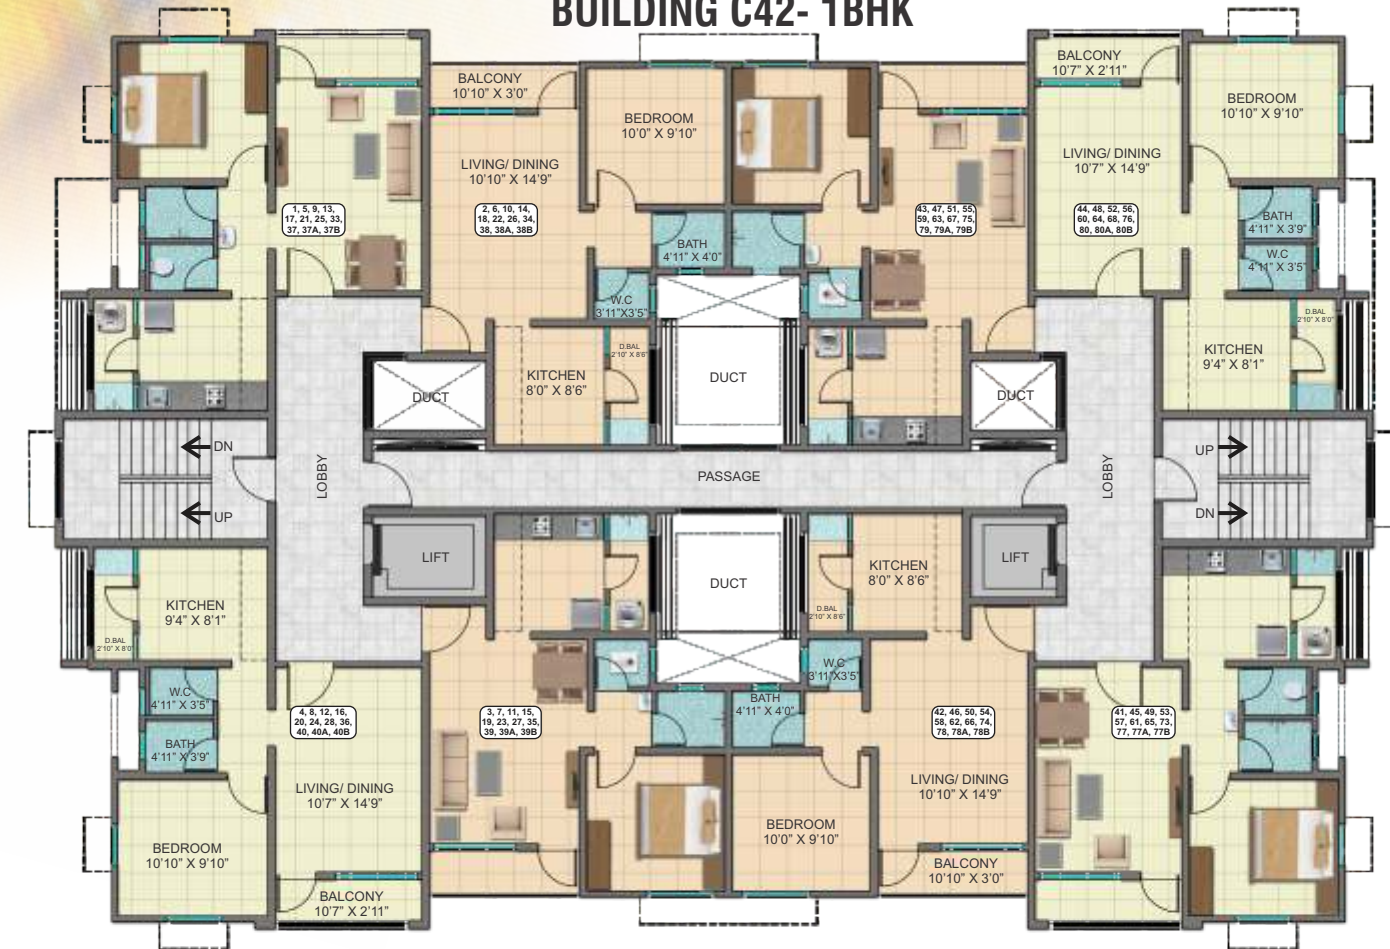 BUILDING C42- 1BHK
BALCONY
10'10" X 3'0"
BEDROOM
10'0" X 9'10"
BALCONY
10'7" X 2'11"
BEDROOM
10'10" X 9'10"
LIVING/ DINING
10'10" X 14'9"
LIVING/ DINING
10'7" X 14'9"
1, 5, 9, 13,
17, 21, 25, 33,
37, 37A, 37B
2, 6, 10, 14,
18, 22, 26, 34,
38, 38A, 38B
43, 47, 51, 55,
59, 63, 67, 75,
79, 79A, 79B
44, 48, 52, 56,
60, 64, 68, 76,
80, 80A, 80B
BATH
4'11" X 4'0"
BATH
4'11" X 3'9"
W.C
4'11" X 3'5"
W.C
3'11"X3'5"
D.BAL
2'10" X 8'0"
D.BAL
2'10" X 8'6"
KITCHEN
9'4" X 8'1"
KITCHEN
8'0" X 8'6"
DUCT
DUCT
DUCT
DN
UP
LOBBY
PASSAGE
LOBBY
UP
DN
LIFT
DUCT
LIFT
KITCHEN
8'0" X 8'6"
KITCHEN
9'4" X 8'1"
D.BAL
2'10" X 8'0"
D.BAL
2'10" X 8'6"
W.C
3'11"X3'5"
W.C
4'11" X 3'5"
BATH
4'11" X 4'0"
BATH
4'11" X 3'9"
4, 8, 12, 16,
20, 24, 28, 36,
40, 40A, 40B
3, 7, 11, 15,
19, 23, 27, 35,
39, 39A, 39B
42, 46, 50, 54,
58, 62, 66, 74,
78, 78A, 78B
41, 45, 49, 53,
57, 61, 65, 73,
77, 77A, 77B
LIVING/ DINING
10'7" X 14'9"
LIVING/ DINING
10'10" X 14'9"
BEDROOM
10'10" X 9'10"
BEDROOM
10'0" X 9'10"
BALCONY
10'7" X 2'11"
BALCONY
10'10" X 3'0"